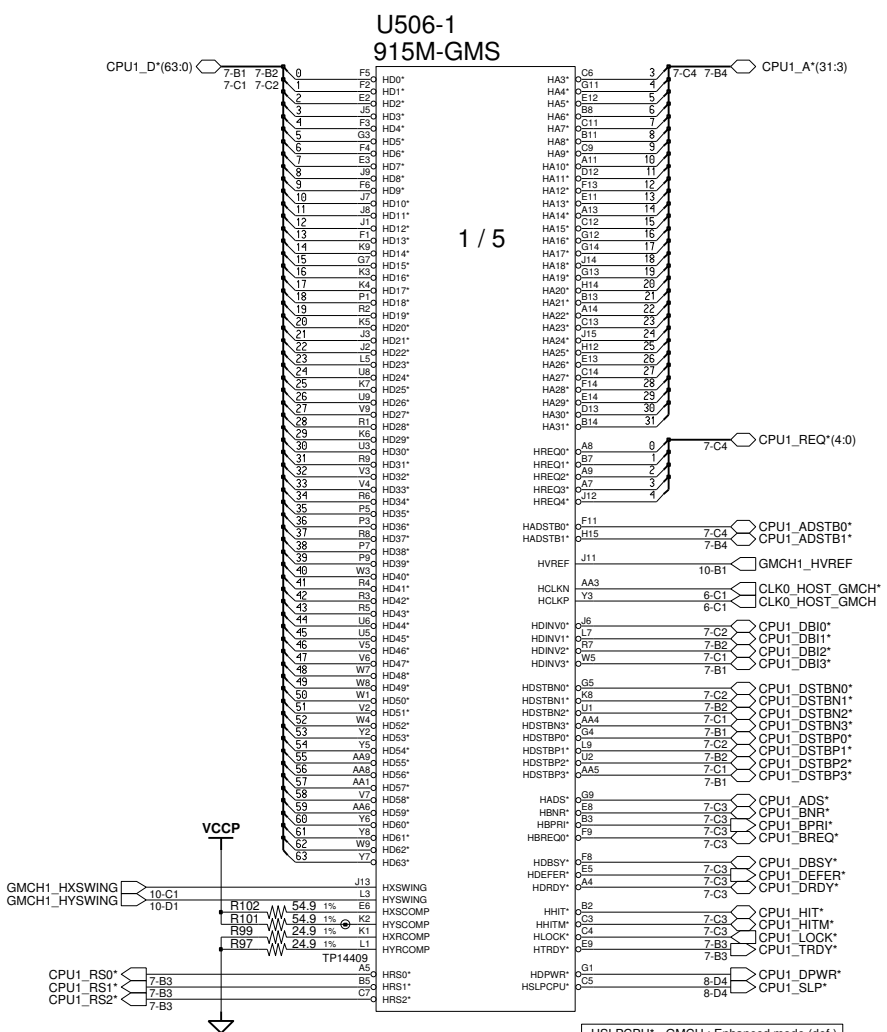 U506-1
915M-GMS
1 / 5
CPU1_D*(63:0)
7-B1 7-B2
7-C1 7-C2
0 F5 HD0*
1 F2 HD1*
2 E2 HD2*
3 J5 HD3*
4 F3 HD4*
5 G3 HD5*
6 F4 HD6*
7 E3 HD7*
8 J9 HD8*
9 F6 HD9*
10 J7 HD10*
11 J8 HD11*
12 J1 HD12*
13 F1 HD13*
14 K9 HD14*
15 G7 HD15*
16 K3 HD16*
17 K4 HD17*
18 P1 HD18*
19 R2 HD19*
20 K5 HD20*
21 J3 HD21*
22 J2 HD22*
23 L5 HD23*
24 U8 HD24*
25 K7 HD25*
26 U9 HD26*
27 V9 HD27*
28 R1 HD28*
29 K6 HD29*
30 U3 HD30*
31 R9 HD31*
32 V3 HD32*
33 V4 HD33*
34 R6 HD34*
35 P5 HD35*
36 P3 HD36*
37 R8 HD37*
38 P7 HD38*
39 P9 HD39*
40 W3 HD40*
41 R4 HD41*
42 R3 HD42*
43 R5 HD43*
44 U6 HD44*
45 U5 HD45*
46 V5 HD46*
47 V6 HD47*
48 W7 HD48*
49 W8 HD49*
50 W1 HD50*
51 V2 HD51*
52 W4 HD52*
53 Y2 HD53*
54 Y5 HD54*
55 AA9 HD55*
56 AA8 HD56*
57 AA1 HD57*
58 V7 HD58*
59 AA6 HD59*
60 Y6 HD60*
61 Y8 HD61*
62 W9 HD62*
63 Y7 HD63*
VCCP
GMCH1_HXSWING 10-C1 J13 HXSWING
GMCH1_HYSWING 10-D1 L3 HYSWING
R102 54.9 1% E6 HXSCOMP
R101 54.9 1% K2 HYSCOMP
R99 24.9 1% K1 HXRCOMP
R97 24.9 1% L1 HYRCOMP
TP14409
CPU1_RS0* 7-B3 A5 HRS0*
CPU1_RS1* 7-B3 B5 HRS1*
CPU1_RS2* 7-B3 C7 HRS2*
HA3* C6 3 7-C4 7-B4 CPU1_A*(31:3)
HA4* G11 4
HA5* E12 5
HA6* B8 6
HA7* C11 7
HA8* B11 8
HA9* C9 9
HA10* A11 10
HA11* D12 11
HA12* F13 12
HA13* E11 13
HA14* A13 14
HA15* C12 15
HA16* G12 16
HA17* G14 17
HA18* J14 18
HA19* G13 19
HA20* H14 20
HA21* B13 21
HA22* A14 22
HA23* C13 23
HA24* J15 24
HA25* H12 25
HA26* E13 26
HA27* C14 27
HA28* F14 28
HA29* E14 29
HA30* D13 30
HA31* B14 31
HREQ0* A8 0 7-C4 CPU1_REQ*(4:0)
HREQ1* B7 1
HREQ2* A9 2
HREQ3* A7 3
HREQ4* J12 4
HADSTB0* F11 7-C4 CPU1_ADSTB0*
HADSTB1* H15 7-B4 CPU1_ADSTB1*
HVREF J11 10-B1 GMCH1_HVREF
HCLKN AA3 6-C1 CLK0_HOST_GMCH*
HCLKP Y3 6-C1 CLK0_HOST_GMCH
HDINV0* J6 7-C2 CPU1_DBI0*
HDINV1* L7 7-B2 CPU1_DBI1*
HDINV2* R7 7-C1 CPU1_DBI2*
HDINV3* W5 7-B1 CPU1_DBI3*
HDSTBN0* G5 7-C2 CPU1_DSTBN0*
HDSTBN1* K8 7-B2 CPU1_DSTBN1*
HDSTBN2* U1 7-C1 CPU1_DSTBN2*
HDSTBN3* AA4 7-B1 CPU1_DSTBN3*
HDSTBP0* G4 7-C2 CPU1_DSTBP0*
HDSTBP1* L9 7-B2 CPU1_DSTBP1*
HDSTBP2* U2 7-C1 CPU1_DSTBP2*
HDSTBP3* AA5 7-B1 CPU1_DSTBP3*
HADS* G9 7-C3 CPU1_ADS*
HBNR* E8 7-C3 CPU1_BNR*
HBPRI* B3 7-C3 CPU1_BPRI*
HBREQ0* F9 7-C3 CPU1_BREQ*
HDBSY* F8 7-C3 CPU1_DBSY*
HDEFER* E5 7-C3 CPU1_DEFER*
HDRDY* A4 7-C3 CPU1_DRDY*
HHIT* B2 7-C3 CPU1_HIT*
HHITM* C3 7-C3 CPU1_HITM*
HLOCK* C4 7-B3 CPU1_LOCK*
HTRDY* E9 7-B3 CPU1_TRDY*
HDPWR* G1 8-D4 CPU1_DPWR*
HSLPCPU* C5 8-D4 CPU1_SLP*
HSLPCPU* - GMCH : Enhanced mode (def.)